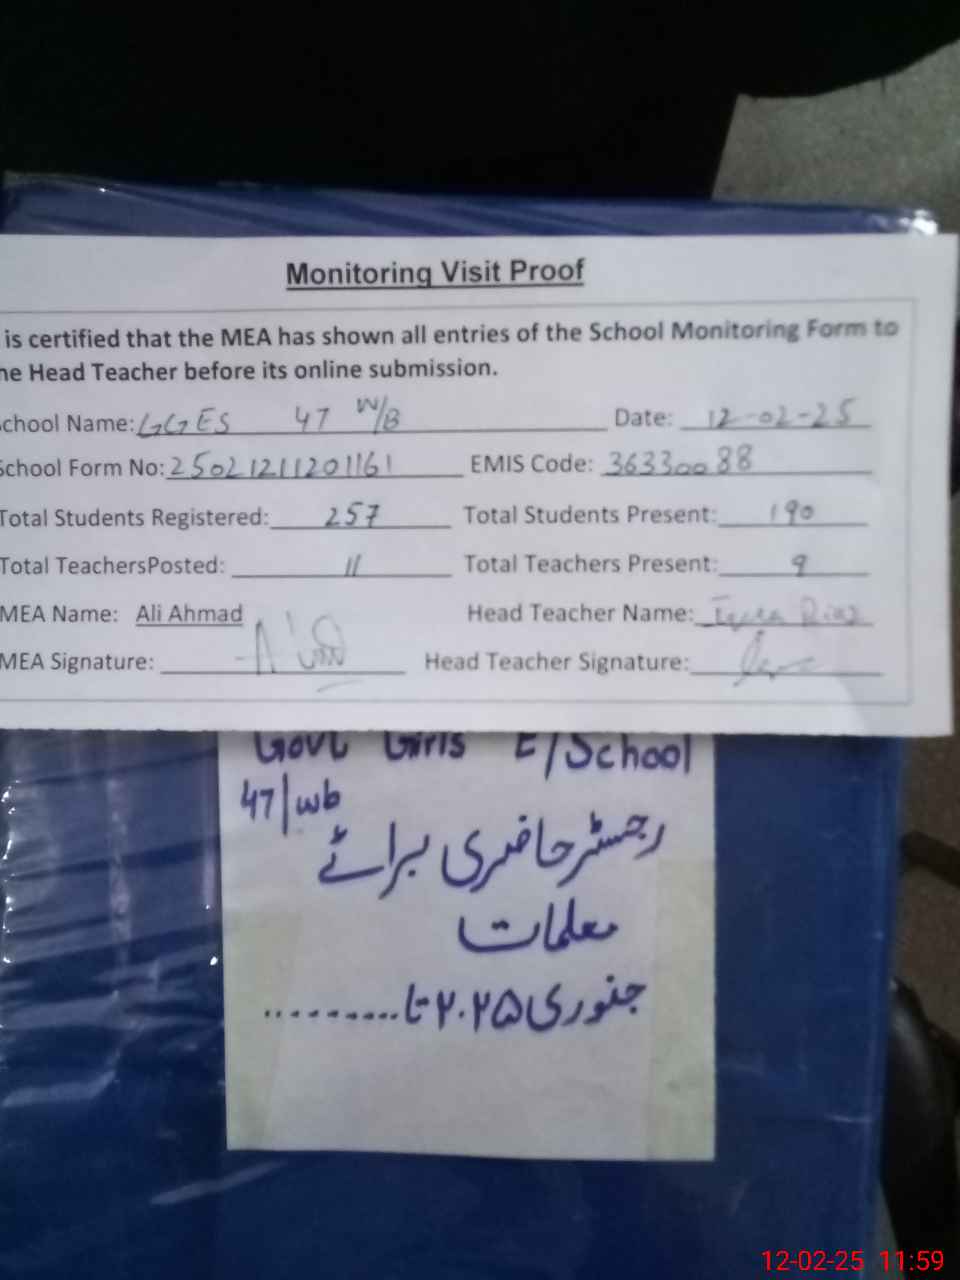 Monitoring Visit Proof
is certified that the MEA has shown all entries of the School Monitoring Form to
he Head Teacher before its online submission.
chool Name: GGES 47 W/B Date: 12-02-25
School Form No: 25021211201161 EMIS Code: 36330088
Total Students Registered: 257 Total Students Present: 190
Total TeachersPosted: 11 Total Teachers Present: 9
MEA Name: Ali Ahmad Head Teacher Name:
MEA Signature: Head Teacher Signature:
Govt Girls E/School
47/wb
رجسٹر حاضری برائے
معلمات
جنوری ۲۰۲۵ تا..........
12-02-25 11:59